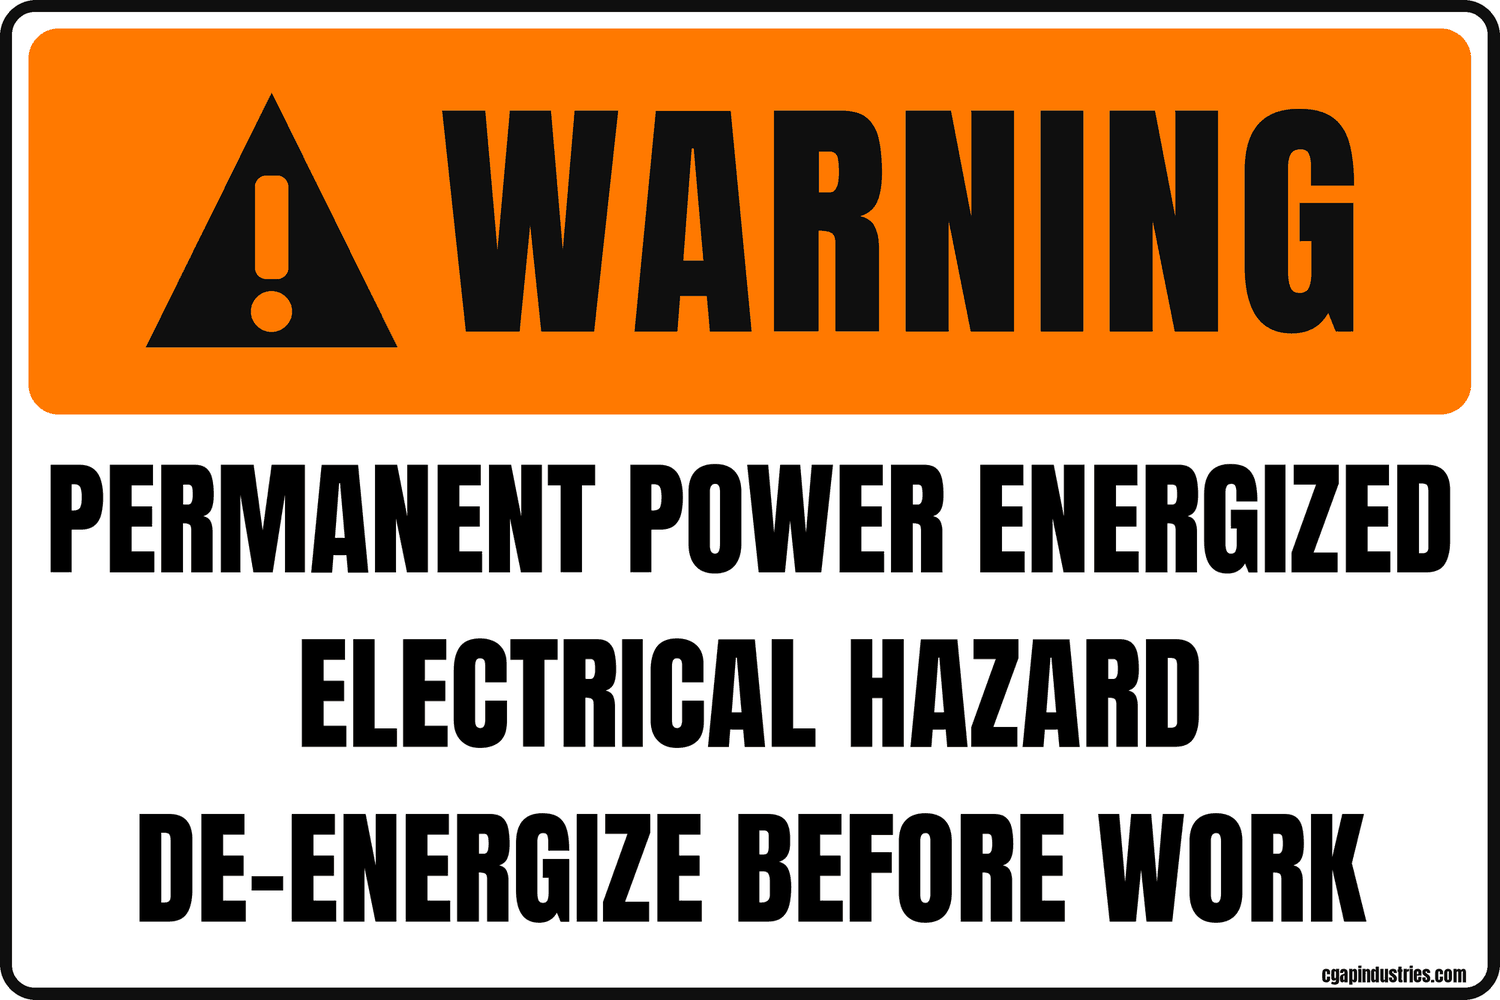 WARNING
PERMANENT POWER ENERGIZED
ELECTRICAL HAZARD
DE-ENERGIZE BEFORE WORK
cgapindustries.com